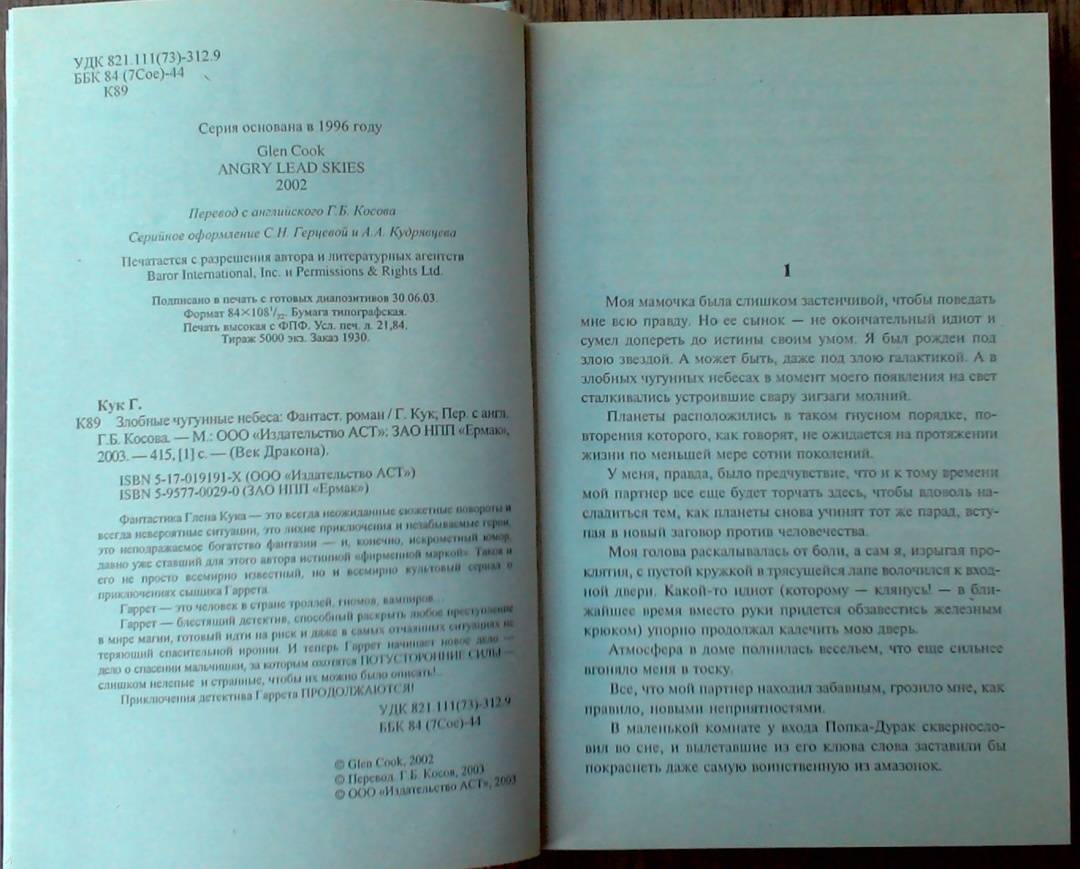 УДК 821.111(73)-312.9
ББК 84 (7Сое)-44
К89
Серия основана в 1996 году
Glen Cook
ANGRY LEAD SKIES
2002
Перевод с английского Г.Б. Косова
Серийное оформление С.Н. Герцевой и А.А. Кудрявцева
Печатается с разрешения автора и литературных агентств
Baror International, Inc. и Permissions & Rights Ltd.
Подписано в печать с готовых диапозитивов 30.06.03.
Формат 84×108¹/₃₂. Бумага типографская.
Печать высокая с ФПФ. Усл. печ. л. 21,84.
Тираж 5000 экз. Заказ 1930.
Кук Г.
К89 Злобные чугунные небеса: Фантаст. роман / Г. Кук; Пер. с англ.
Г.Б. Косова. — М.: ООО «Издательство АСТ»: ЗАО НПП «Ермак»,
2003. — 415, [1] с. — (Век Дракона).
ISBN 5-17-019191-X (ООО «Издательство АСТ»)
ISBN 5-9577-0029-0 (ЗАО НПП «Ермак»)
Фантастика Глена Кука — это всегда неожиданные сюжетные повороты и
всегда невероятные ситуации, это лихие приключения и незабываемые герои,
это неподражаемое богатство фантазии — и, конечно, искрометный юмор,
давно уже ставший для этого автора истинной «фирменной маркой». Таков и
его не просто всемирно известный, но и всемирно культовый сериал о
приключениях сыщика Гаррета.
Гаррет — это человек в стране троллей, гномов, вампиров...
Гаррет — блестящий детектив, способный раскрыть любое преступление
в мире магии, готовый идти на риск и даже в самых отчаянных ситуациях не
теряющий спасительной иронии. И теперь Гаррет начинает новое дело —
дело о спасении мальчишки, за которым охотятся ПОТУСТОРОННИЕ СИЛЫ —
слишком нелепые и странные, чтобы их можно было описать!..
Приключения детектива Гаррета ПРОДОЛЖАЮТСЯ!
УДК 821.111(73)-312.9
ББК 84 (7Сое)-44
© Glen Cook, 2002
© Перевод. Г.Б. Косов, 2003
© ООО «Издательство АСТ», 2003
1
Моя мамочка была слишком застенчивой, чтобы поведать
мне всю правду. Но ее сынок — не окончательный идиот и
сумел допереть до истины своим умом. Я был рожден под
злою звездой. А может быть, даже под злою галактикой. А в
злобных чугунных небесах в момент моего появления на свет
сталкивались устроившие свару зигзаги молний.
Планеты расположились в таком гнусном порядке, по-
вторения которого, как говорят, не ожидается на протяжении
жизни по меньшей мере сотни поколений.
У меня, правда, было предчувствие, что и к тому времени
мой партнер все еще будет торчать здесь, чтобы вдоволь на-
сладиться тем, как планеты снова учинят тот же парад, всту-
пая в новый заговор против человечества.
Моя голова раскалывалась от боли, а сам я, изрыгая про-
клятия, с пустой кружкой в трясущейся лапе волочился к вход-
ной двери. Какой-то идиот (которому — клянусь! — в бли-
жайшее время вместо руки придется обзавестись железным
крюком) упорно продолжал калечить мою дверь.
Атмосфера в доме полнилась весельем, что еще сильнее
вгоняло меня в тоску.
Все, что мой партнер находил забавным, грозило мне, как
правило, новыми неприятностями.
В маленькой комнате у входа Попка-Дурак сквернosло-
вил во сне, и вылетавшие из его клюва слова заставили бы
покраснеть даже самую воинственную из амазонок.